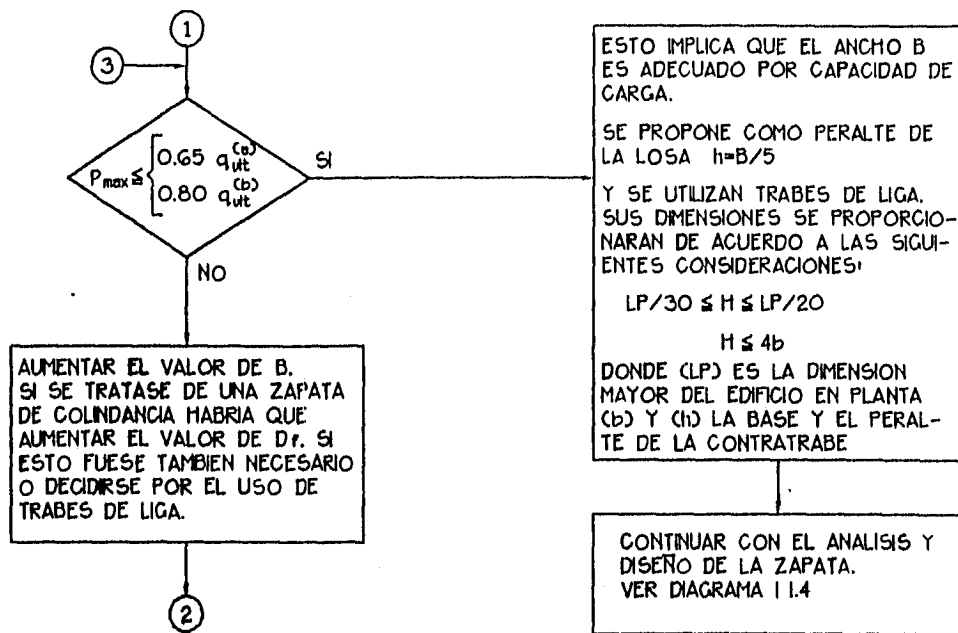 1
3
Pmax ≦ { 0.65 qult(a)
0.80 qult(b)
SI
NO
AUMENTAR EL VALOR DE B.
SI SE TRATASE DE UNA ZAPATA
DE COLINDANCIA HABRIA QUE
AUMENTAR EL VALOR DE Df. SI
ESTO FUESE TAMBIEN NECESARIO
O DECIDIRSE POR EL USO DE
TRABES DE LIGA.
2
ESTO IMPLICA QUE EL ANCHO B
ES ADECUADO POR CAPACIDAD DE
CARGA.
SE PROPONE COMO PERALTE DE
LA LOSA h=B/5
Y SE UTILIZAN TRABES DE LIGA.
SUS DIMENSIONES SE PROPORCIO-
NARAN DE ACUERDO A LAS SIGUI-
ENTES CONSIDERACIONES:
LP/30 ≦ H ≦ LP/20
H ≦ 4b
DONDE (LP) ES LA DIMENSION
MAYOR DEL EDIFICIO EN PLANTA
(b) Y (h) LA BASE Y EL PERAL-
TE DE LA CONTRATRABE
CONTINUAR CON EL ANALISIS Y
DISEÑO DE LA ZAPATA.
VER DIAGRAMA I I.4